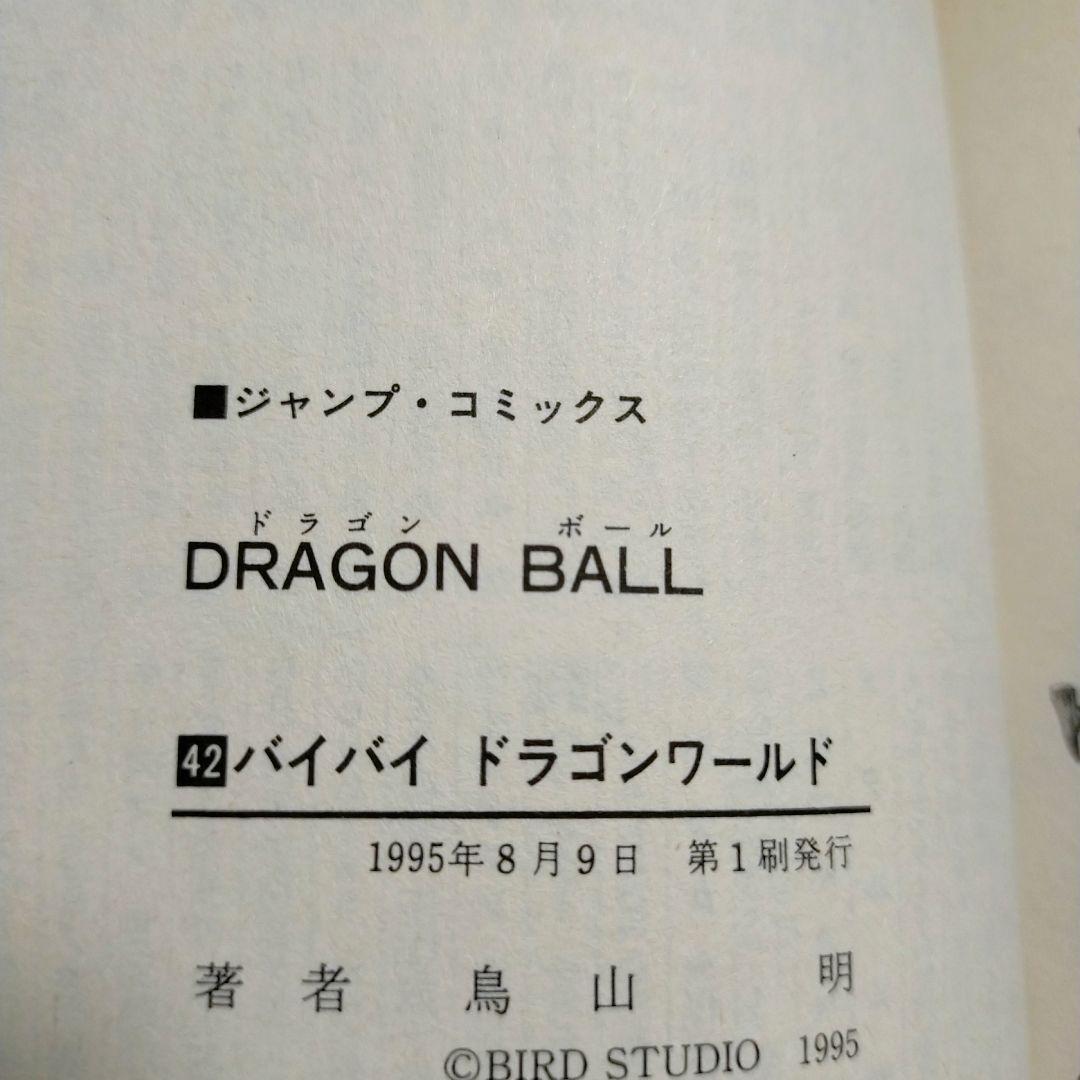 ■ジャンプ・コミックス
ドラゴン ボール
DRAGON BALL
42バイバイ ドラゴンワールド
1995年8月9日 第1刷発行
著者 鳥山 明
©BIRD STUDIO 1995